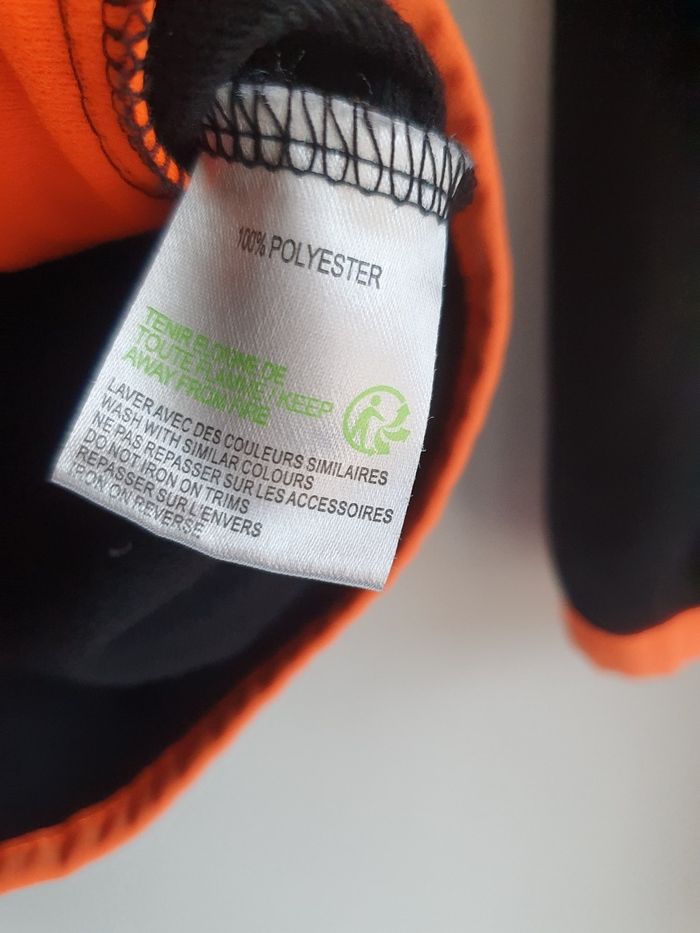 100% POLYESTER
TENIR ELOIGNE DE
TOUTE FLAMME / KEEP
AWAY FROM FIRE
LAVER AVEC DES COULEURS SIMILAIRES
WASH WITH SIMILAR COLOURS
NE PAS REPASSER SUR LES ACCESSOIRES
DO NOT IRON ON TRIMS
REPASSER SUR L'ENVERS
IRON ON REVERSE